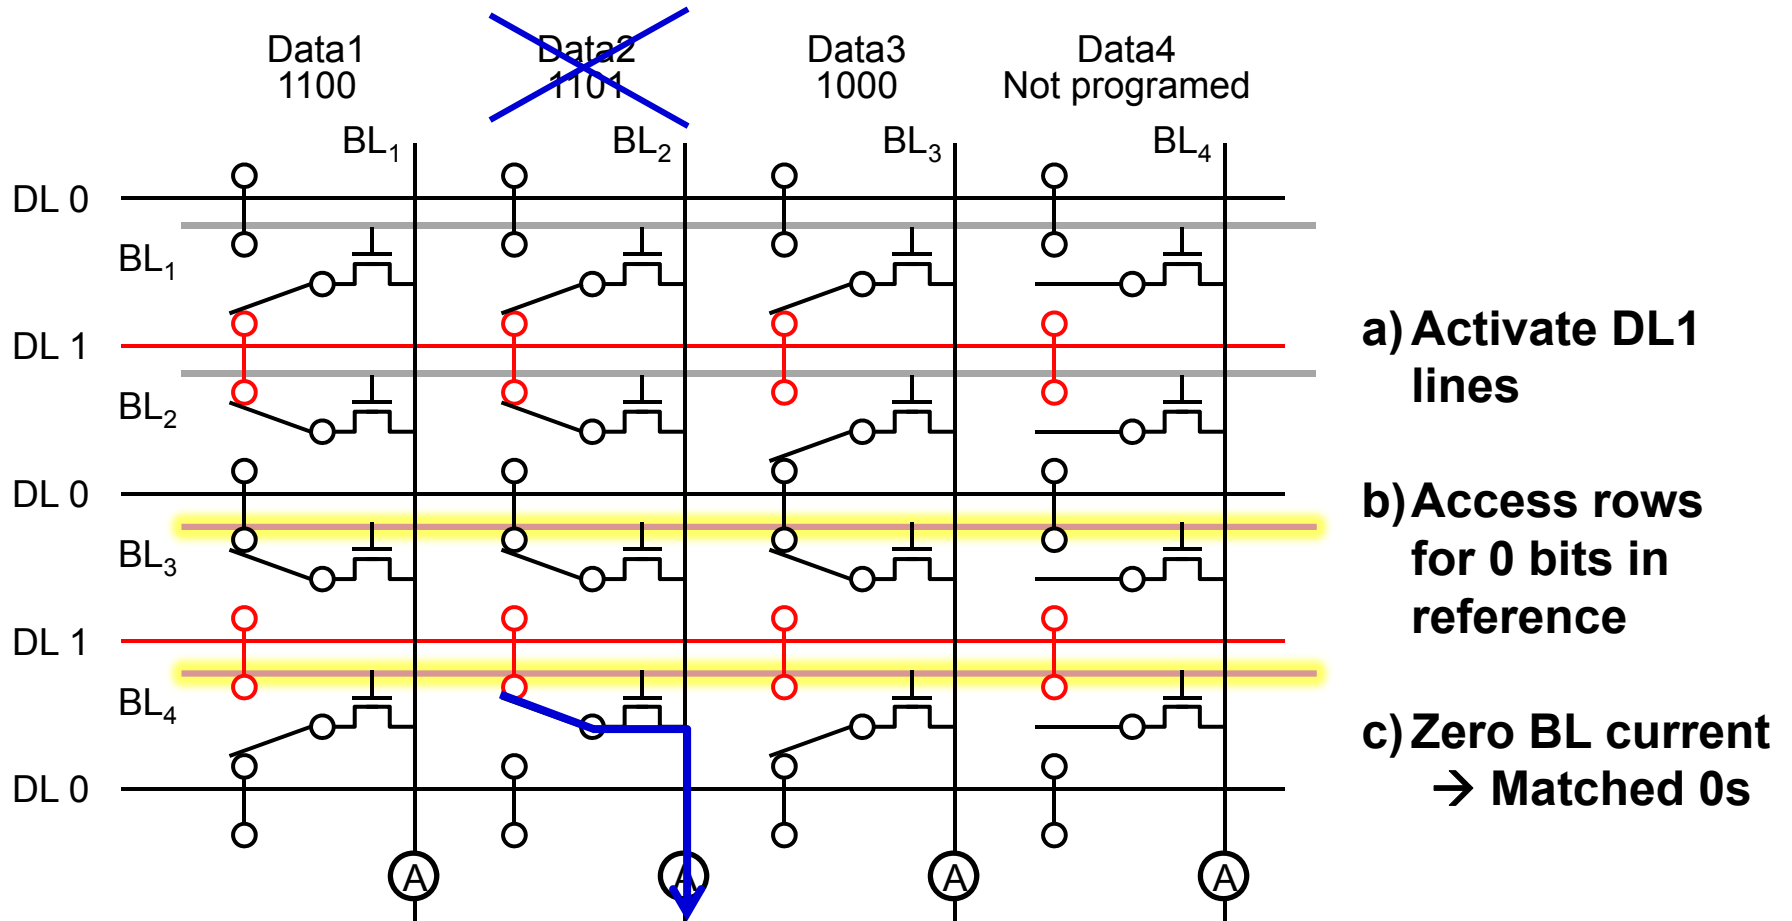 Data1
1100
Data2
1101
Data3
1000
Data4
Not programed
BL1
BL2
BL3
BL4
DL 0
BL1
DL 1
BL2
DL 0
BL3
DL 1
BL4
DL 0
A
A
A
A
a) Activate DL1
lines
b) Access rows
for 0 bits in
reference
c) Zero BL current
→ Matched 0s